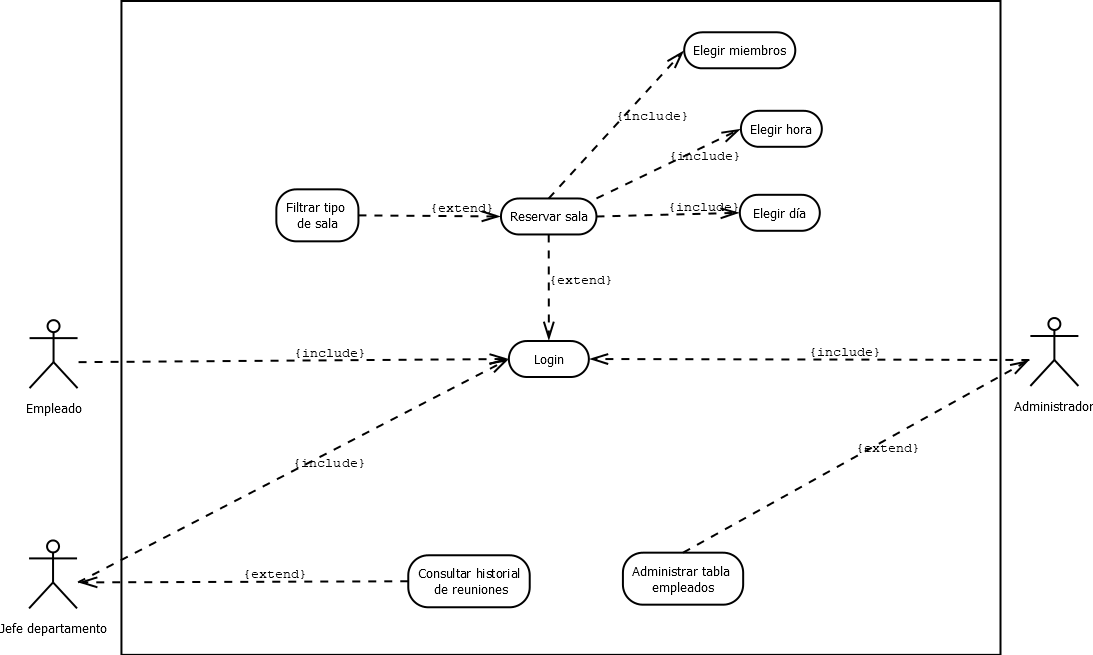 Elegir miembros
{include}
Elegir hora
{include}
Filtrar tipo
de sala
{extend}
Reservar sala
{include}
Elegir día
{extend}
{include}
Login
{include}
Empleado
Administrador
{extend}
{include}
{extend}
Consultar historial
de reuniones
Administrar tabla
empleados
Jefe departamento